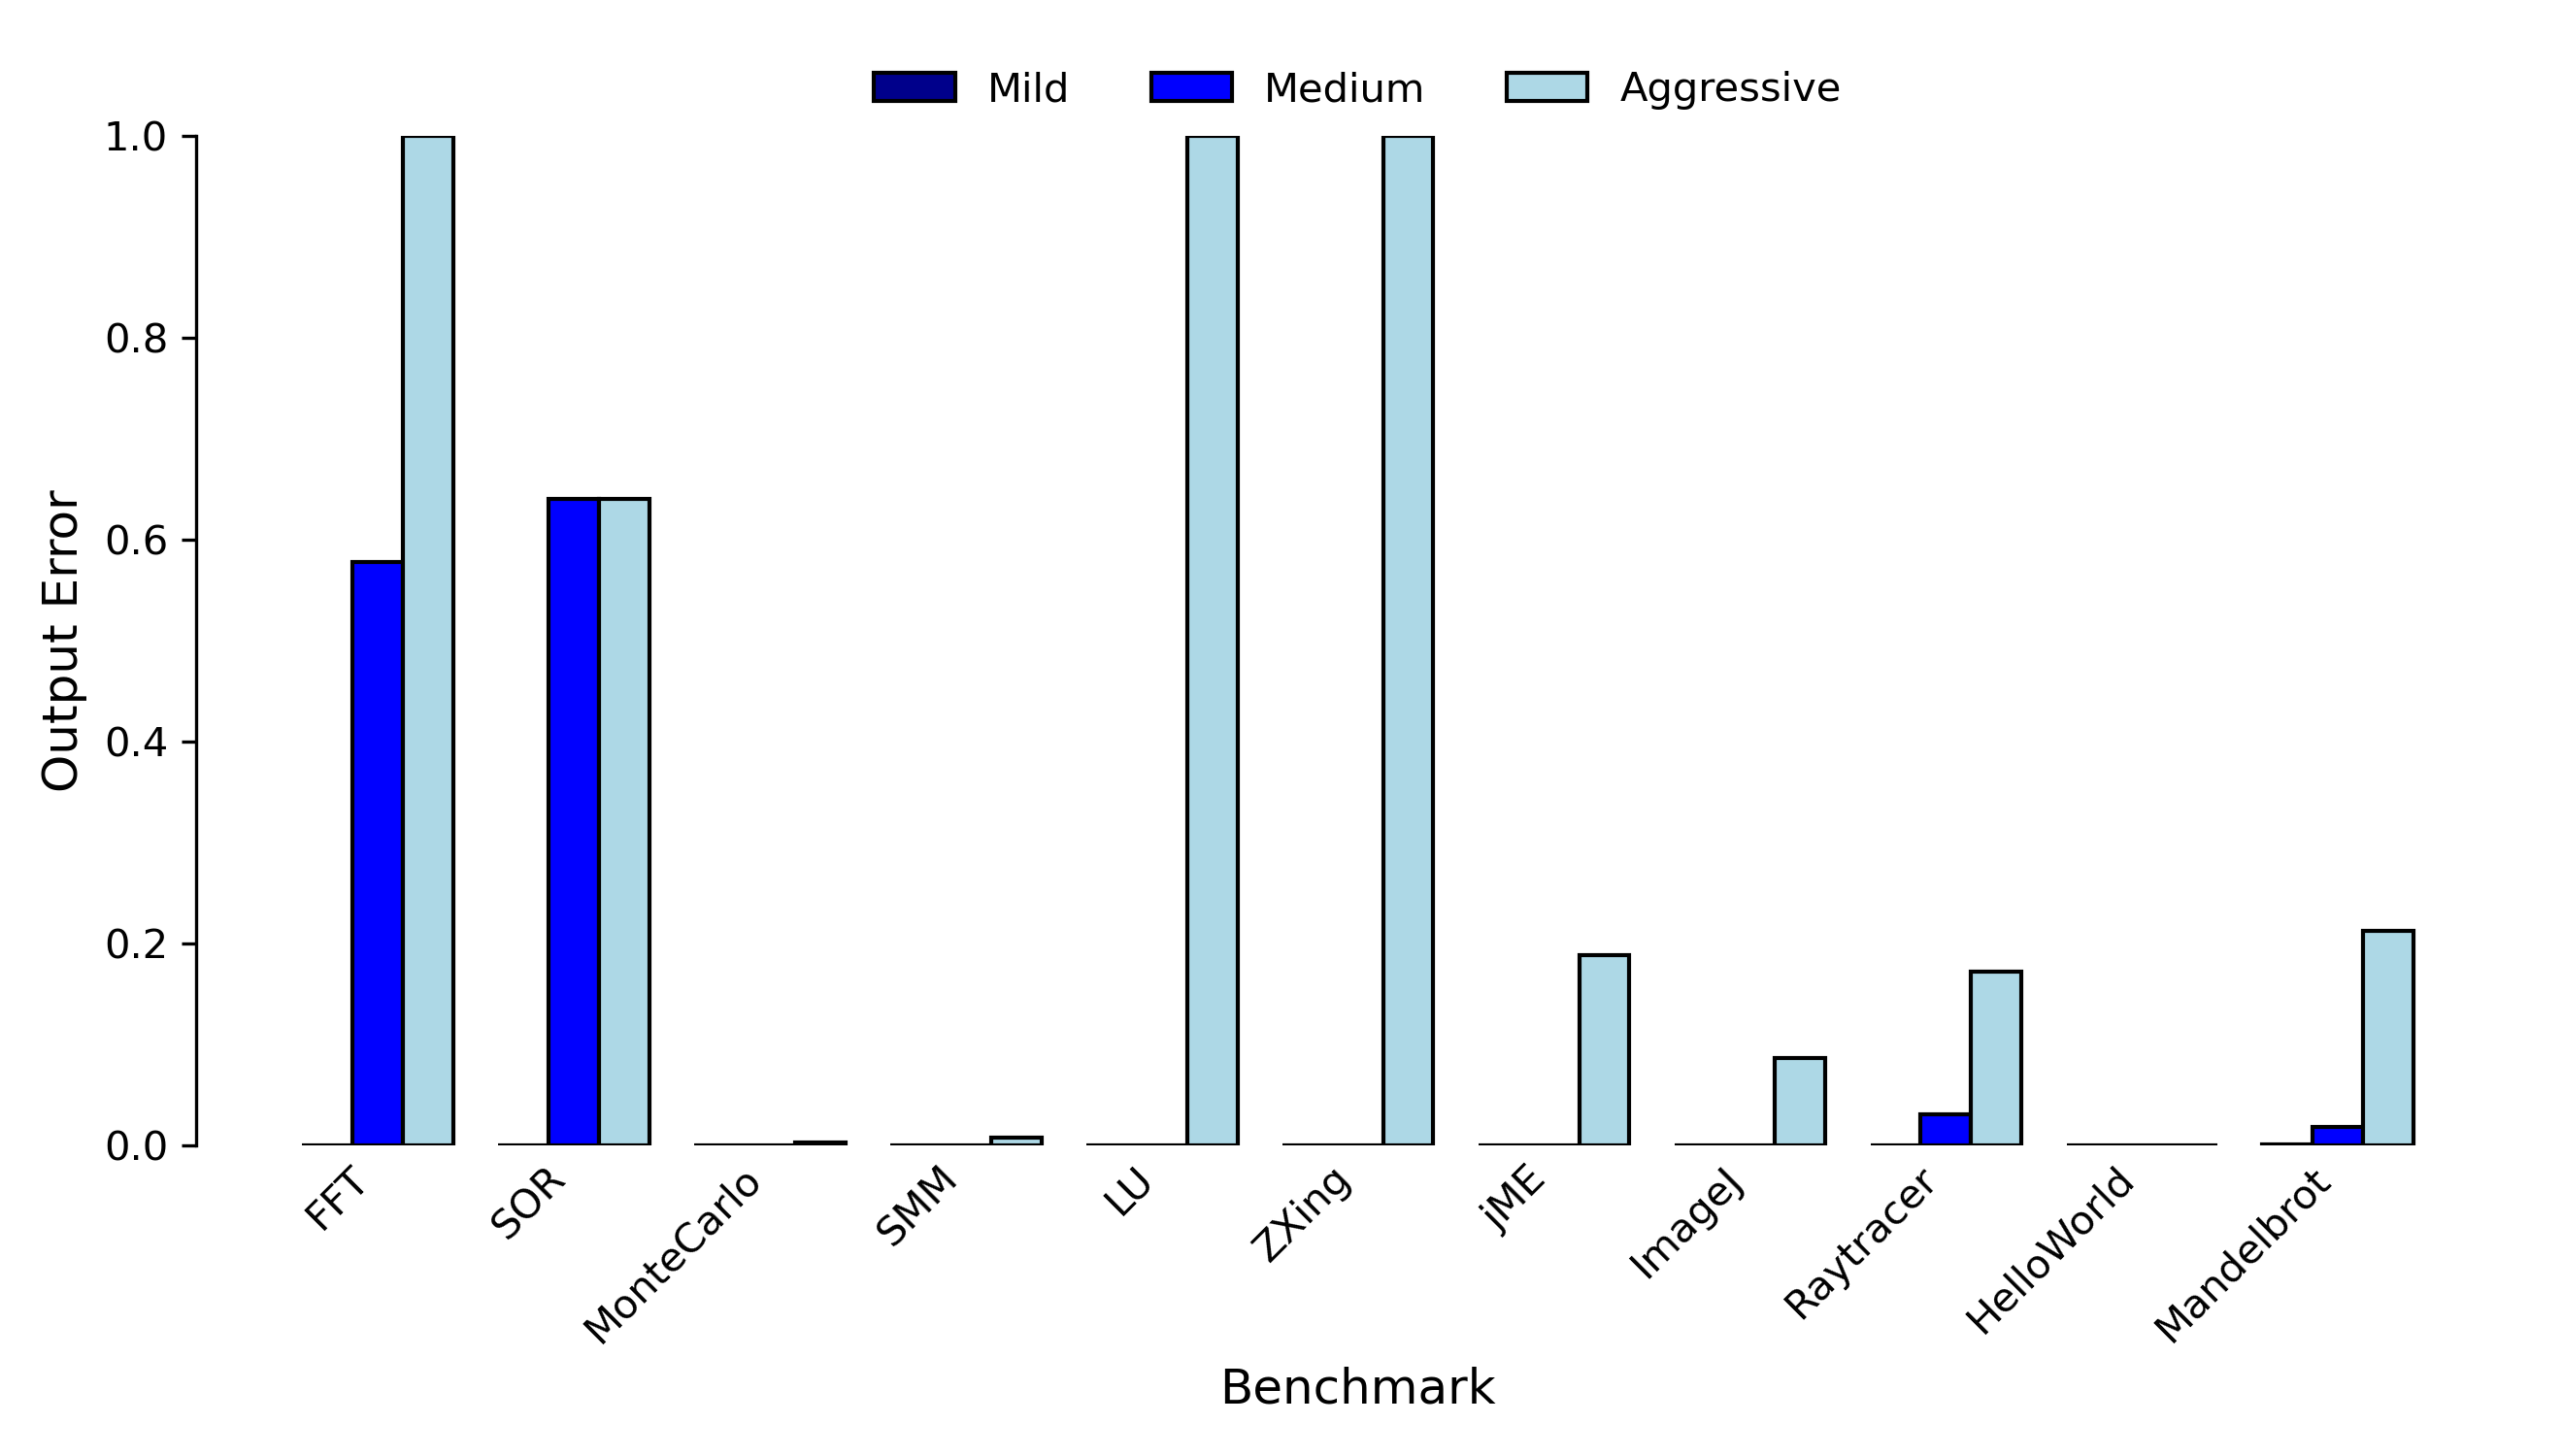 Mild Medium Aggressive
1.0
0.8
0.6
0.4
0.2
0.0
Output Error
FFT
SOR
MonteCarlo
SMM
LU
ZXing
jME
ImageJ
Raytracer
HelloWorld
Mandelbrot
Benchmark